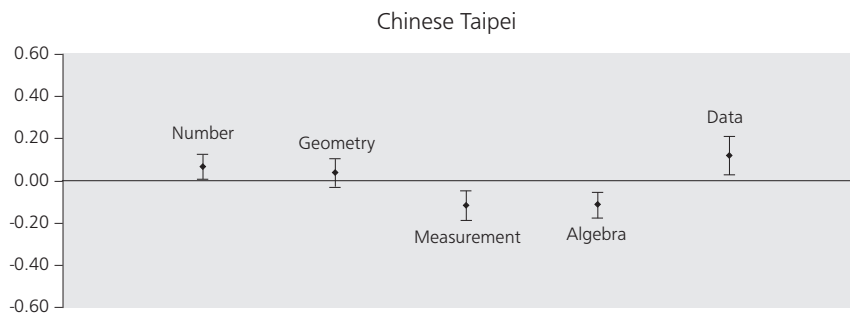 Chinese Taipei
0.60
0.40
0.20
0.00
-0.20
-0.40
-0.60
Number
Geometry
Measurement
Algebra
Data